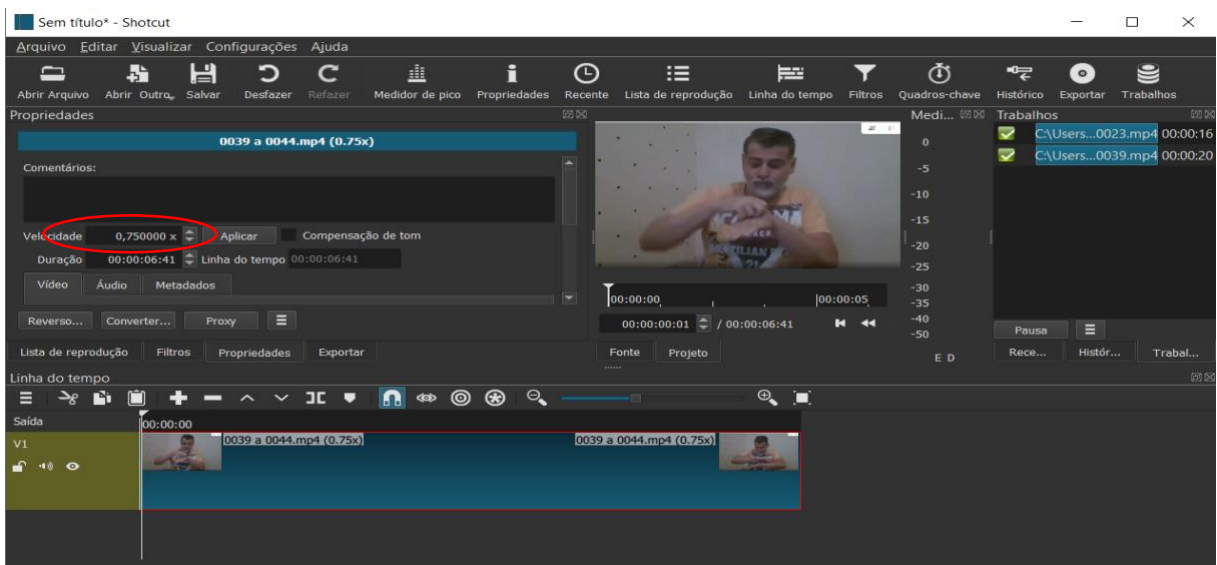 Sem título* - Shotcut
Arquivo Editar Visualizar Configurações Ajuda
Abrir Arquivo Abrir Outro Salvar Desfazer Refazer Medidor de pico Propriedades Recente Lista de reprodução Linha do tempo Filtros Quadros-chave Histórico Exportar Trabalhos
Propriedades Medi... Trabalhos
0039 a 0044.mp4 (0.75x)
C:\Users...0023.mp4 00:00:16
C:\Users...0039.mp4 00:00:20
Comentários:
Velocidade 0,750000 x Aplicar Compensação de tom
Duração 00:00:06:41 Linha do tempo 00:00:06:41
Vídeo Áudio Metadados
Reverso... Converter... Proxy
0
-5
-10
-15
-20
-25
-30
-35
-40
-50
E D
00:00:00 00:00:05
00:00:00:01 / 00:00:06:41
Pausa
Lista de reprodução Filtros Propriedades Exportar
Fonte Projeto
Rece... Histór... Trabal...
Linha do tempo
Saída 00:00:00
V1 0039 a 0044.mp4 (0.75x) 0039 a 0044.mp4 (0.75x)